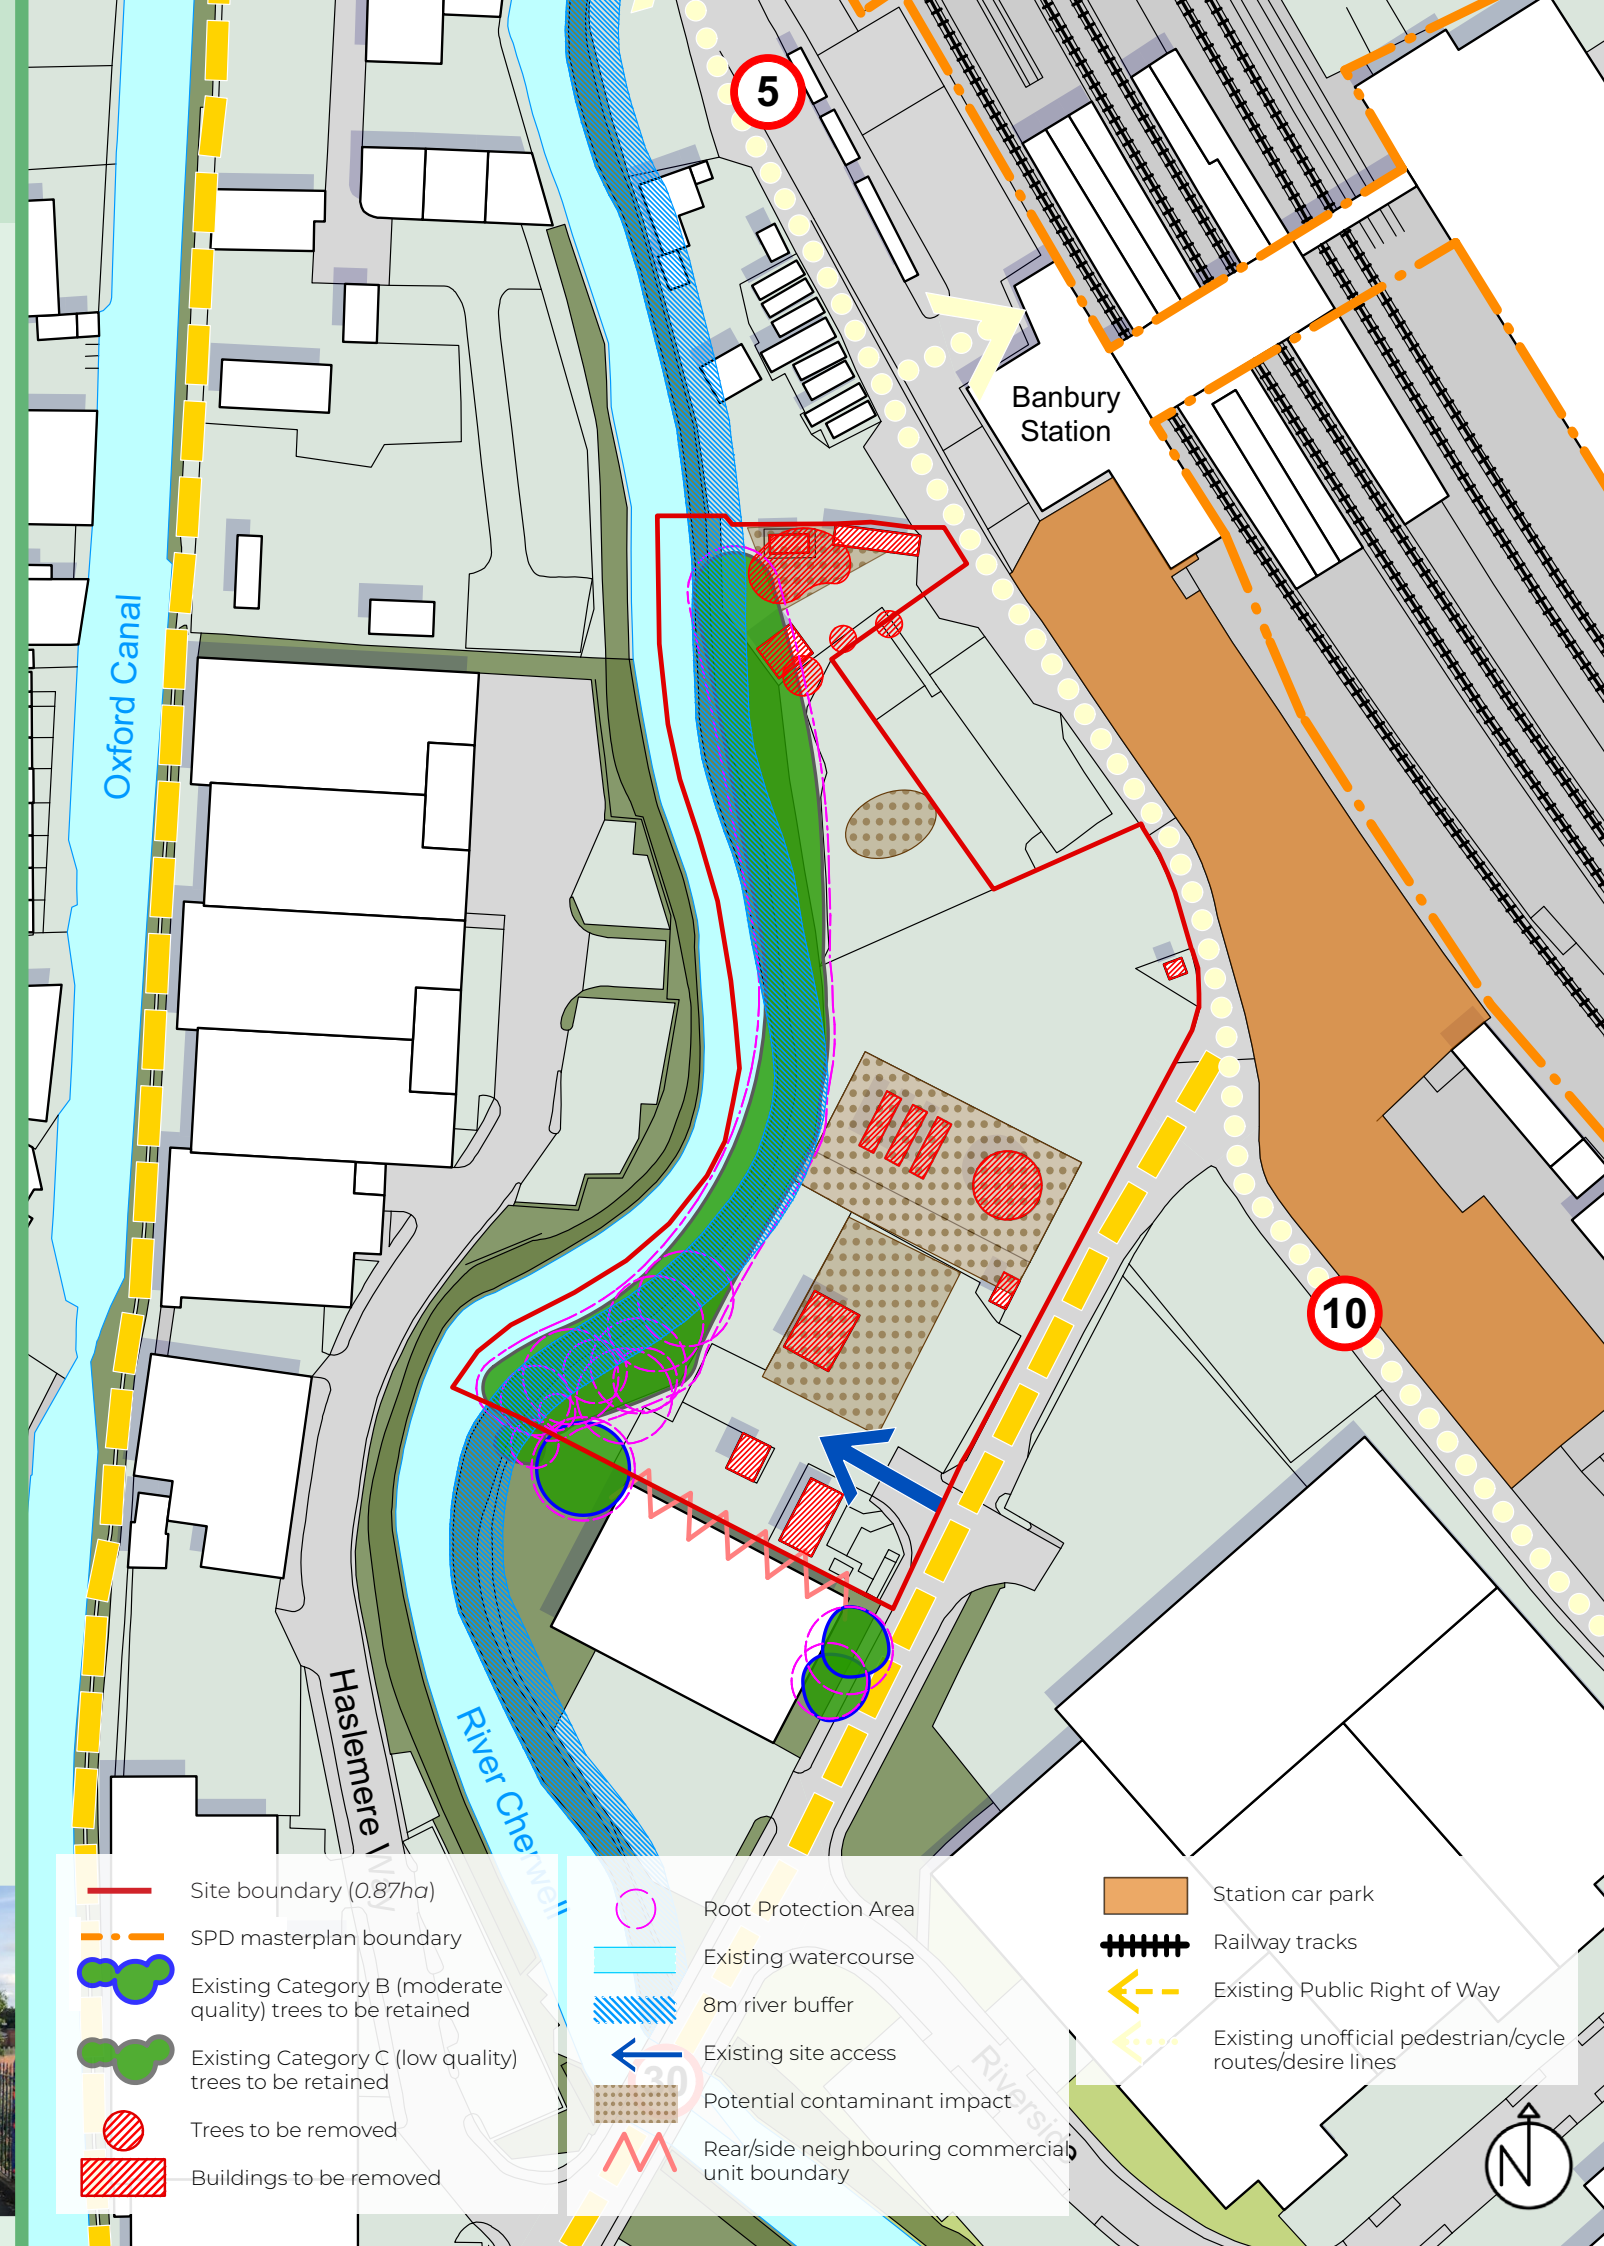 5
Banbury
Station
Oxford Canal
10
Haslemere Way
River Cherwell
Site boundary (0.87ha)
SPD masterplan boundary
Existing Category B (moderate
quality) trees to be retained
Existing Category C (low quality)
trees to be retained
Trees to be removed
Buildings to be removed
Root Protection Area
Existing watercourse
8m river buffer
Existing site access
30
Potential contaminant impact
Rear/side neighbouring commercial
unit boundary
Station car park
Railway tracks
Existing Public Right of Way
Existing unofficial pedestrian/cycle
routes/desire lines
N